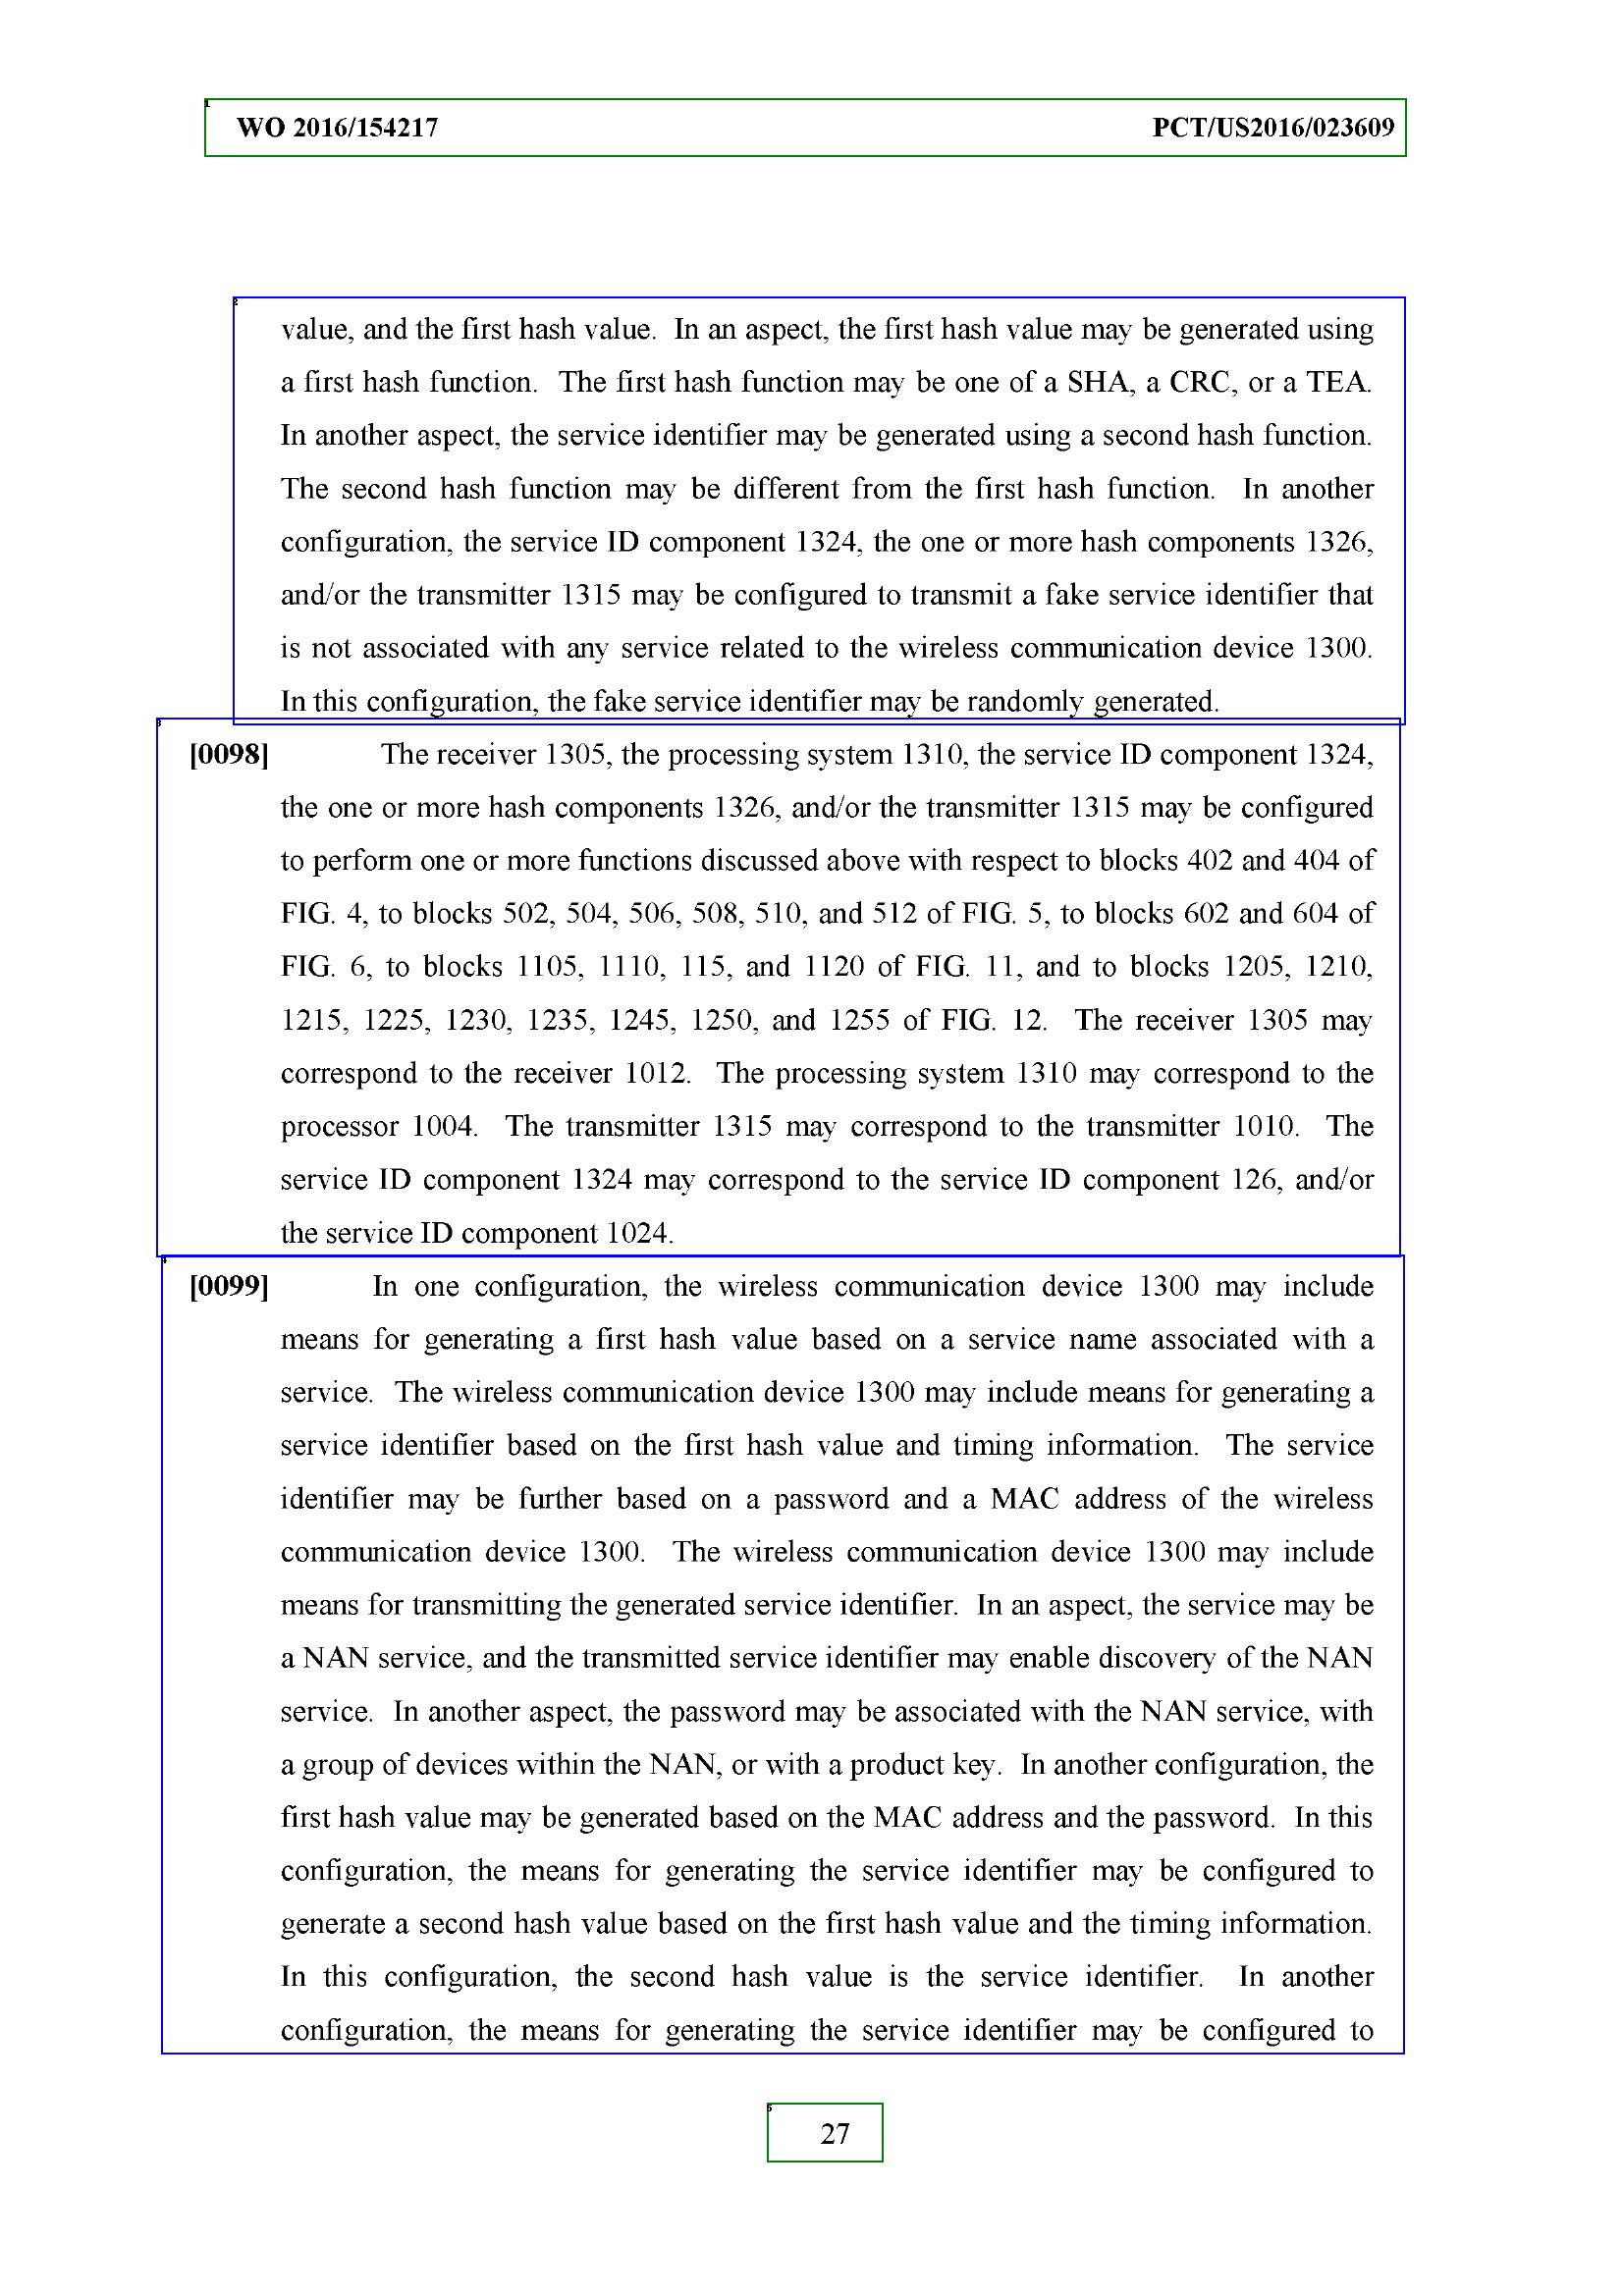 WO 2016/154217 PCT/US2016/023609
value, and the first hash value. In an aspect, the first hash value may be generated using
a first hash function. The first hash function may be one of a SHA, a CRC, or a TEA.
In another aspect, the service identifier may be generated using a second hash function.
The second hash function may be different from the first hash function. In another
configuration, the service ID component 1324, the one or more hash components 1326,
and/or the transmitter 1315 may be configured to transmit a fake service identifier that
is not associated with any service related to the wireless communication device 1300.
In this configuration, the fake service identifier may be randomly generated.
[0098] The receiver 1305, the processing system 1310, the service ID component 1324,
the one or more hash components 1326, and/or the transmitter 1315 may be configured
to perform one or more functions discussed above with respect to blocks 402 and 404 of
FIG. 4, to blocks 502, 504, 506, 508, 510, and 512 of FIG. 5, to blocks 602 and 604 of
FIG. 6, to blocks 1105, 1110, 115, and 1120 of FIG. 11, and to blocks 1205, 1210,
1215, 1225, 1230, 1235, 1245, 1250, and 1255 of FIG. 12. The receiver 1305 may
correspond to the receiver 1012. The processing system 1310 may correspond to the
processor 1004. The transmitter 1315 may correspond to the transmitter 1010. The
service ID component 1324 may correspond to the service ID component 126, and/or
the service ID component 1024.
[0099] In one configuration, the wireless communication device 1300 may include
means for generating a first hash value based on a service name associated with a
service. The wireless communication device 1300 may include means for generating a
service identifier based on the first hash value and timing information. The service
identifier may be further based on a password and a MAC address of the wireless
communication device 1300. The wireless communication device 1300 may include
means for transmitting the generated service identifier. In an aspect, the service may be
a NAN service, and the transmitted service identifier may enable discovery of the NAN
service. In another aspect, the password may be associated with the NAN service, with
a group of devices within the NAN, or with a product key. In another configuration, the
first hash value may be generated based on the MAC address and the password. In this
configuration, the means for generating the service identifier may be configured to
generate a second hash value based on the first hash value and the timing information.
In this configuration, the second hash value is the service identifier. In another
configuration, the means for generating the service identifier may be configured to
27